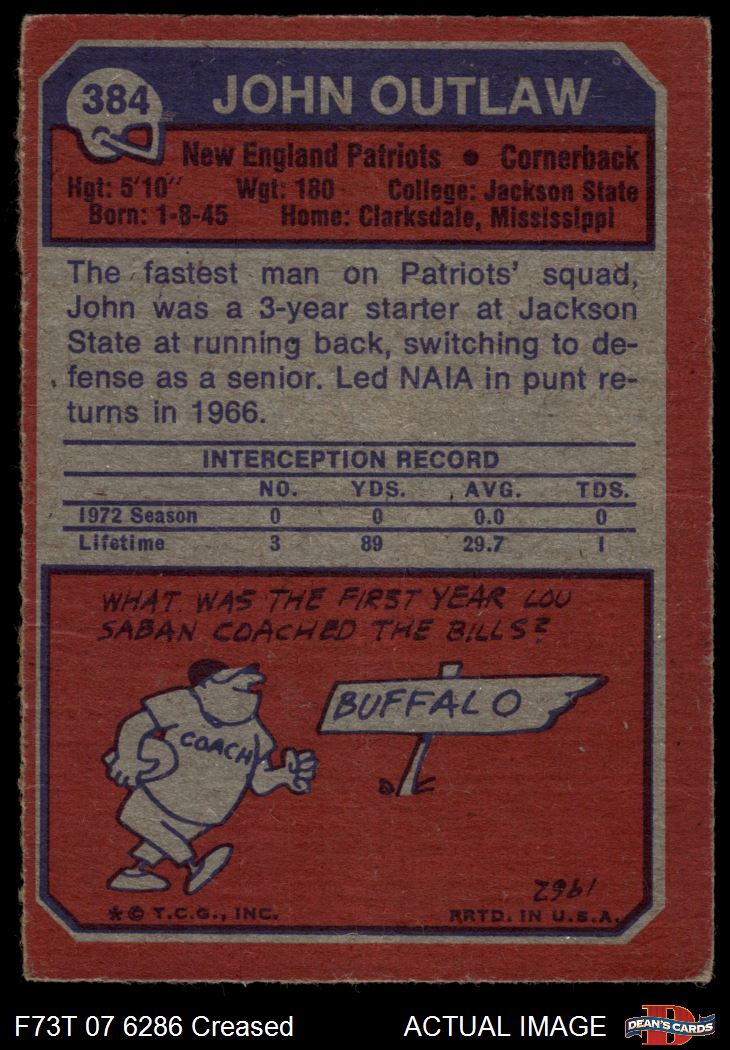 384
JOHN OUTLAW
New England Patriots • Cornerback
Hgt: 5'10" Wgt: 180 College: Jackson State
Born: 1-8-45 Home: Clarksdale, Mississippi
The fastest man on Patriots' squad,
John was a 3-year starter at Jackson
State at running back, switching to de-
fense as a senior. Led NAIA in punt re-
turns in 1966.
INTERCEPTION RECORD
NO. YDS. AVG. TDS.
1972 Season 0 0 0.0 0
Lifetime 3 89 29.7 1
WHAT WAS THE FIRST YEAR LOU
SABAN COACHED THE BILLS?
BUFFALO
COACH
1962
* © T.C.G., INC. PRTD. IN U.S.A.
F73T 07 6286 Creased ACTUAL IMAGE
D
DEAN'S CARDS